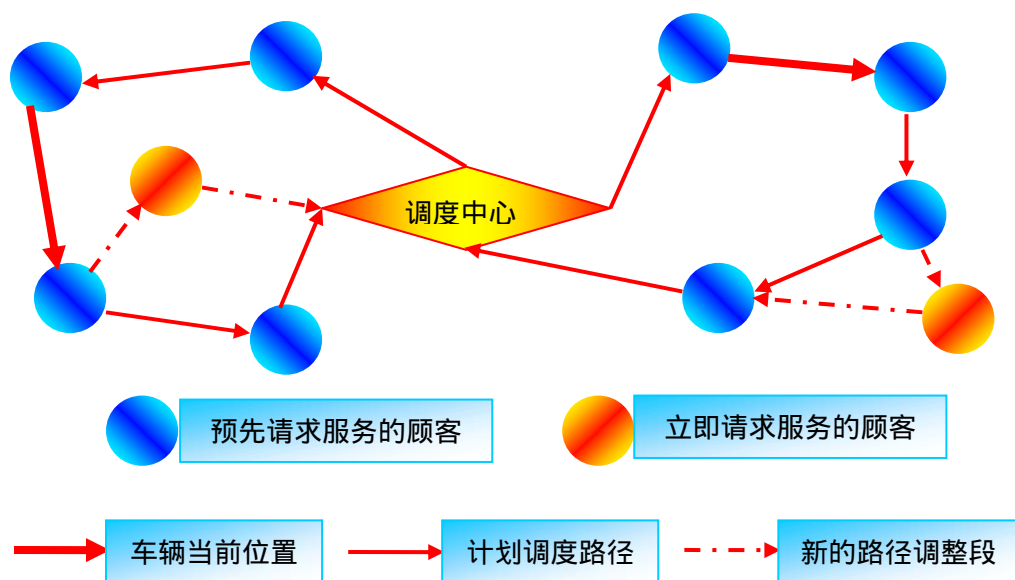 调度中心
预先请求服务的顾客
立即请求服务的顾客
车辆当前位置
计划调度路径
新的路径调整段